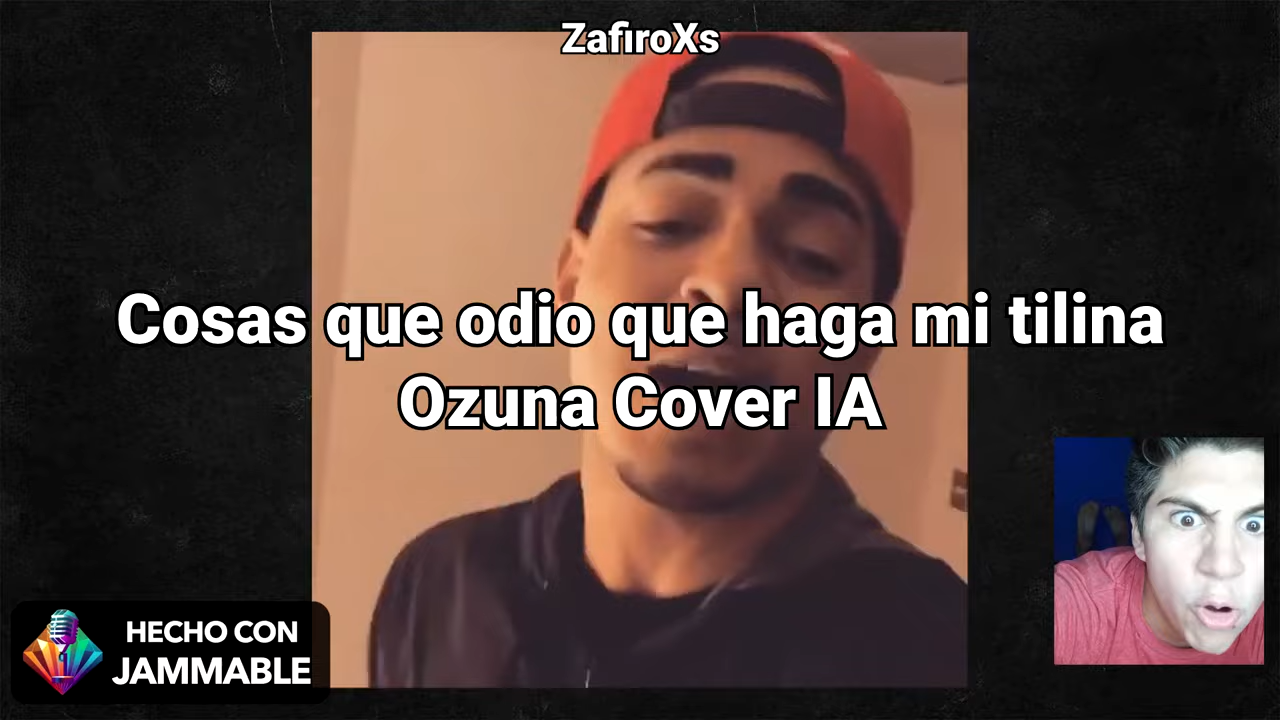 ZafiroXs
Cosas que odio que haga mi tilina
Ozuna Cover IA
HECHO CON
JAMMABLE